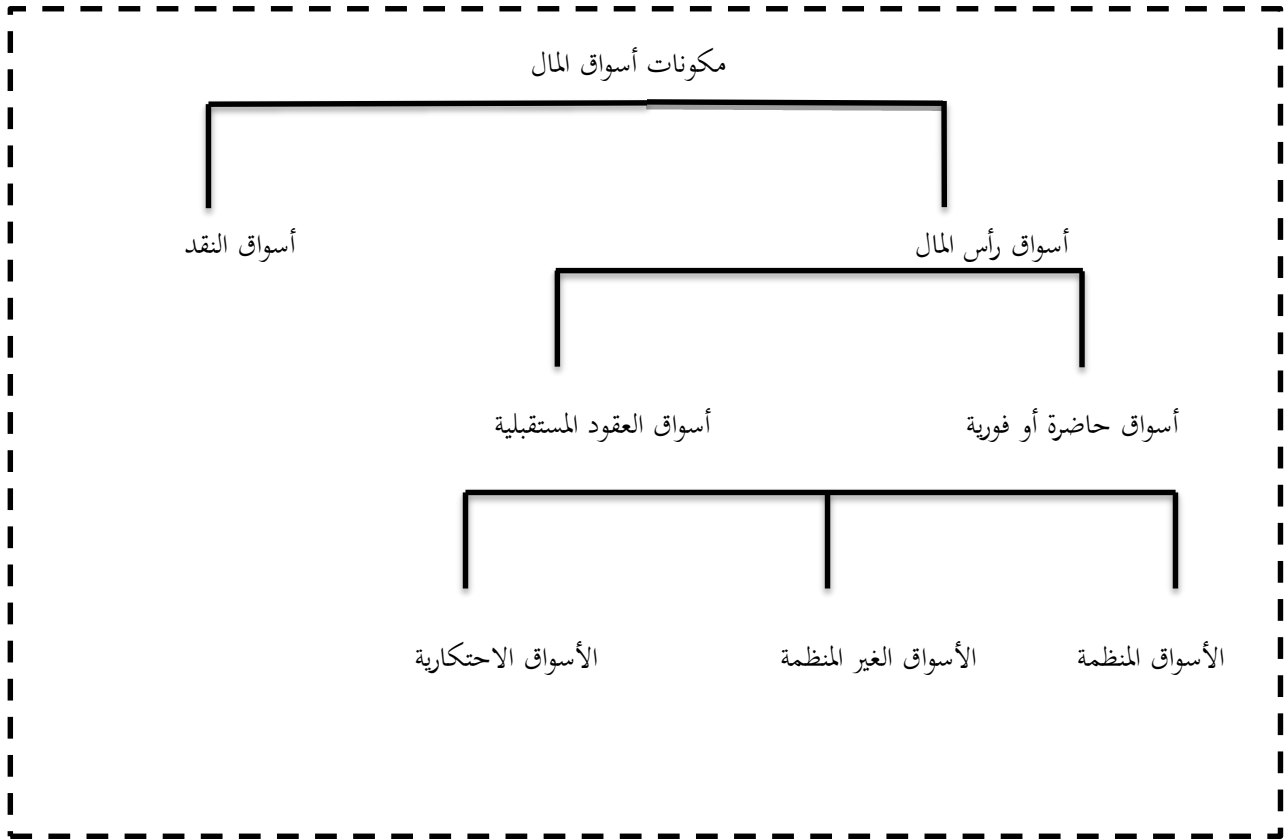 مكونات أسواق المال
أسواق رأس المال
أسواق النقد
أسواق حاضرة أو فورية
أسواق العقود المستقبلية
الأسواق المنظمة
الأسواق الغير المنظمة
الأسواق الاحتكارية